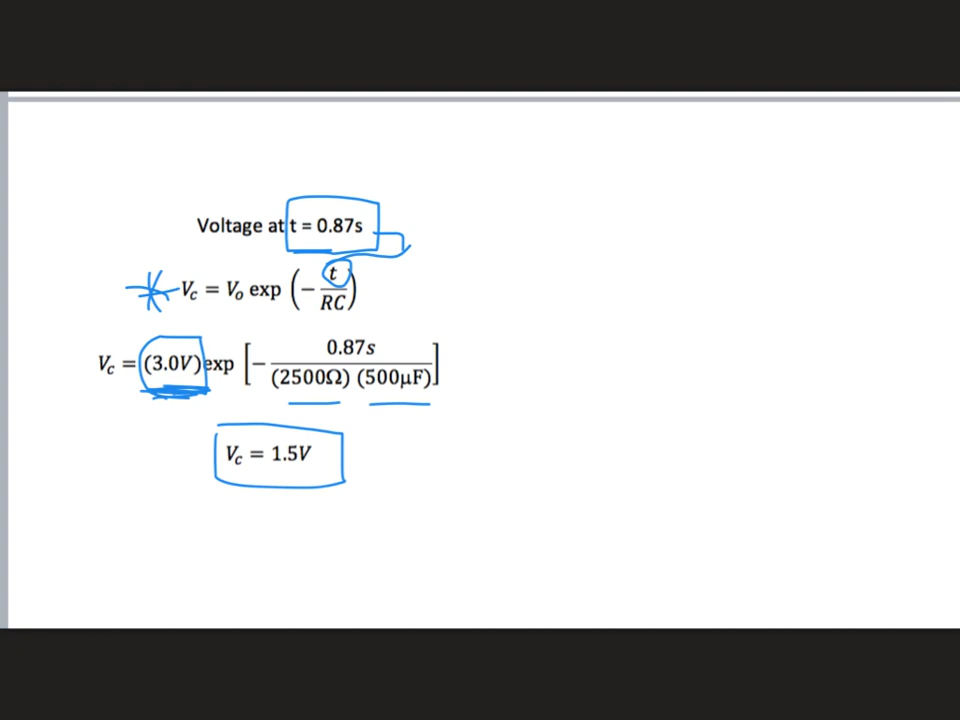 Voltage at t = 0.87s
V_c = V_o exp (− t / RC)
V_c = (3.0V) exp [− 0.87s / (2500Ω) (500μF)]
V_c = 1.5V